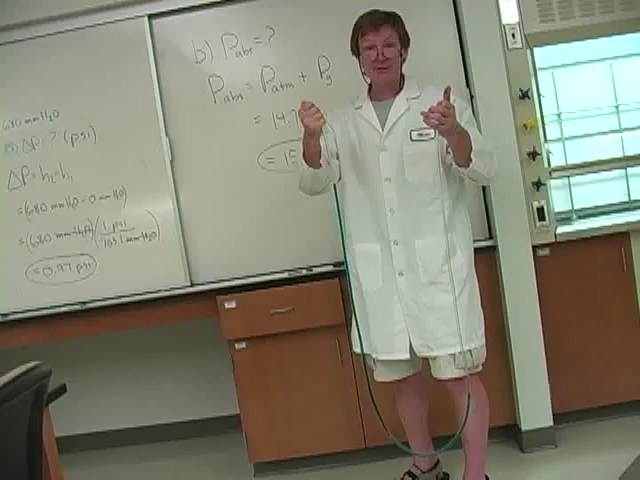 680 mmH₂O
a) ΔP = ? (psi)
ΔP = h₂ - h₁
= (680 mmH₂O - 0 mmH₂O)
= (680 mmH₂O)(1 psi / 703.1 mmH₂O)
= 0.97 psi
b) Pabs = ?
Pabs = Patm + Pg
= 14.7